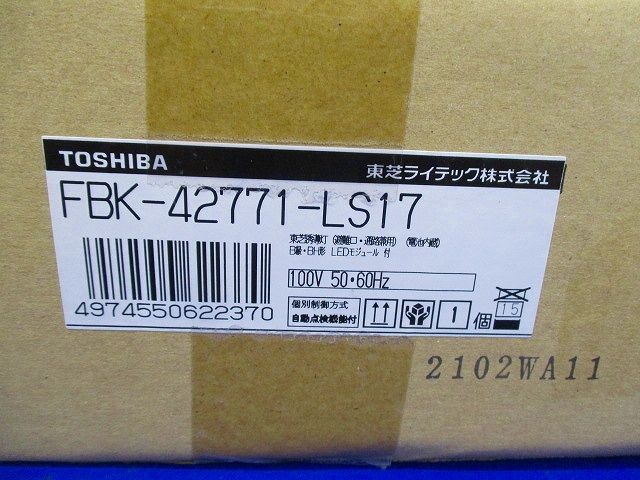 TOSHIBA 東芝ライテック株式会社
FBK-42771-LS17
東芝誘導灯(避難口・通路兼用) (電池内蔵)
B級・BH形 LEDモジュール 付
100V 50・60Hz
4974550622370
個別制御方式
自動点検機能付
1 個
15
2102WA11